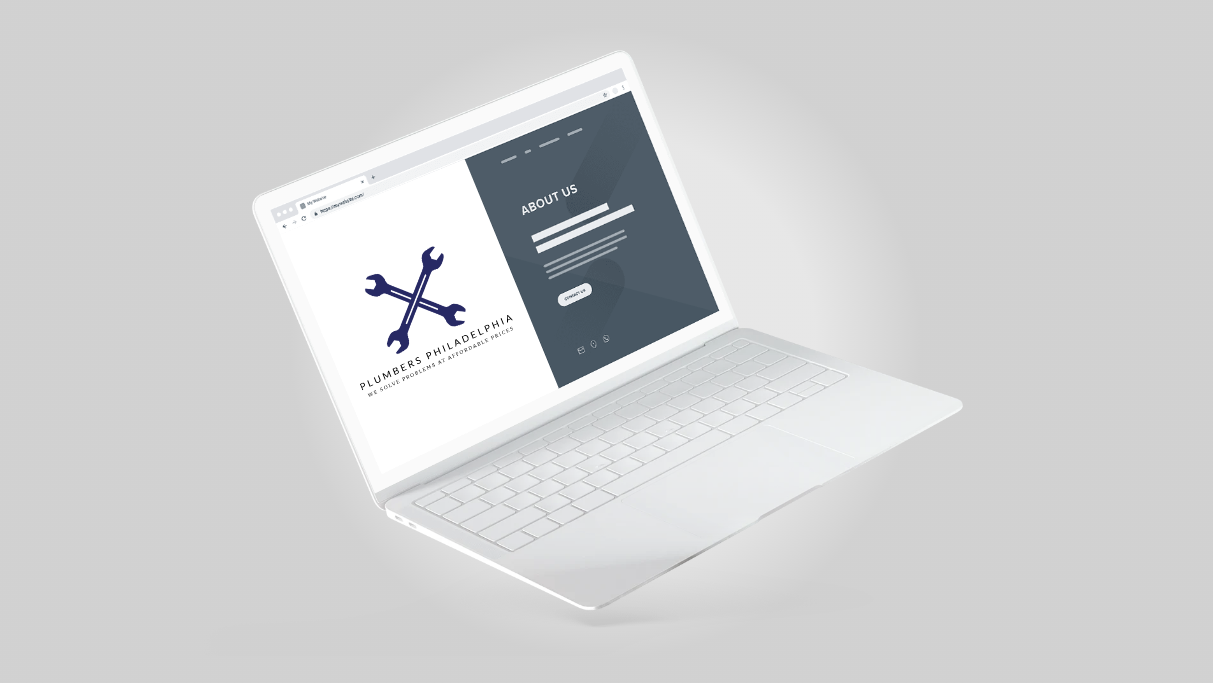 My Website
https://mywebsite.com/
ABOUT US
CONTACT US
PLUMBERS PHILADELPHIA
WE SOLVE PROBLEMS AT AFFORDABLE PRICES